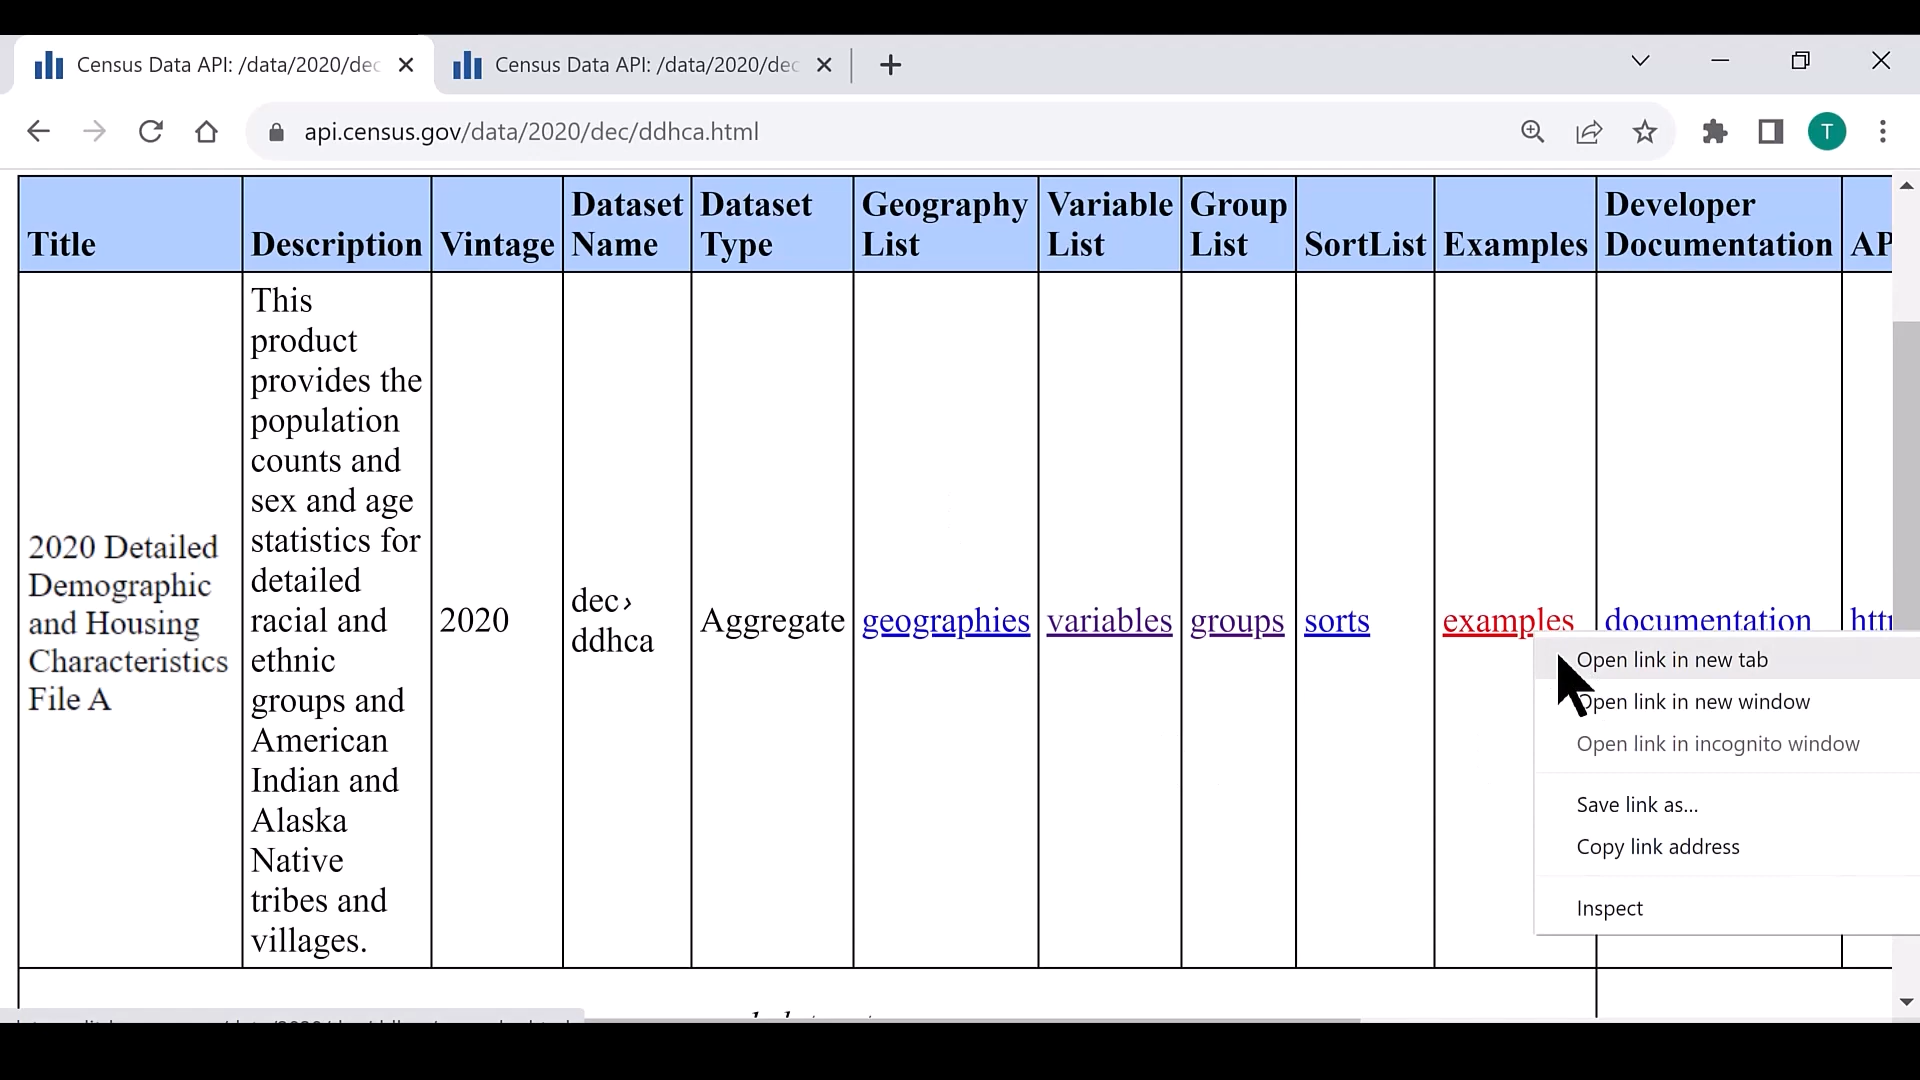 Census Data API: /data/2020/dec
Census Data API: /data/2020/dec
api.census.gov/data/2020/dec/ddhca.html
T
Title
Description
Vintage
Dataset
Name
Dataset
Type
Geography
List
Variable
List
Group
List
SortList
Examples
Developer
Documentation
AP
2020 Detailed
Demographic
and Housing
Characteristics
File A
This
product
provides the
population
counts and
sex and age
statistics for
detailed
racial and
ethnic
groups and
American
Indian and
Alaska
Native
tribes and
villages.
2020
dec›
ddhca
Aggregate
geographies
variables
groups
sorts
examples
documentation
htt
Open link in new tab
Open link in new window
Open link in incognito window
Save link as...
Copy link address
Inspect